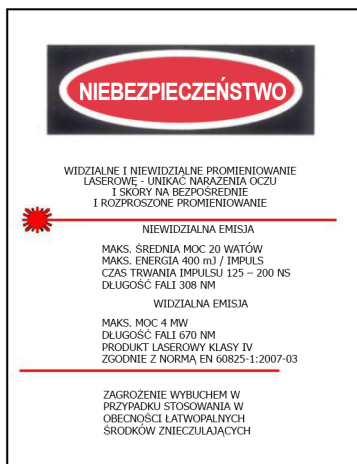 NIEBEZPIECZEŃSTWO
WIDZIALNE I NIEWIDZIALNE PROMIENIOWANIE
LASEROWĘ - UNIKAĆ NARAŻENIA OCZU
I SKÓRY NA BEZPOŚREDNIE
I ROZPROSZONE PROMIENIOWANIE
NIEWIDZIALNA EMISJA
MAKS. ŚREDNIA MOC 20 WATÓW
MAKS. ENERGIA 400 mJ / IMPULS
CZAS TRWANIA IMPULSU 125 – 200 NS
DŁUGOŚĆ FALI 308 NM
WIDZIALNA EMISJA
MAKS. MOC 4 MW
DŁUGOŚĆ FALI 670 NM
PRODUKT LASEROWY KLASY IV
ZGODNIE Z NORMĄ EN 60825-1:2007-03
ZAGROŻENIE WYBUCHEM W
PRZYPADKU STOSOWANIA W
OBECNOŚCI ŁATWOPALNYCH
ŚRODKÓW ZNIECZULAJĄCYCH